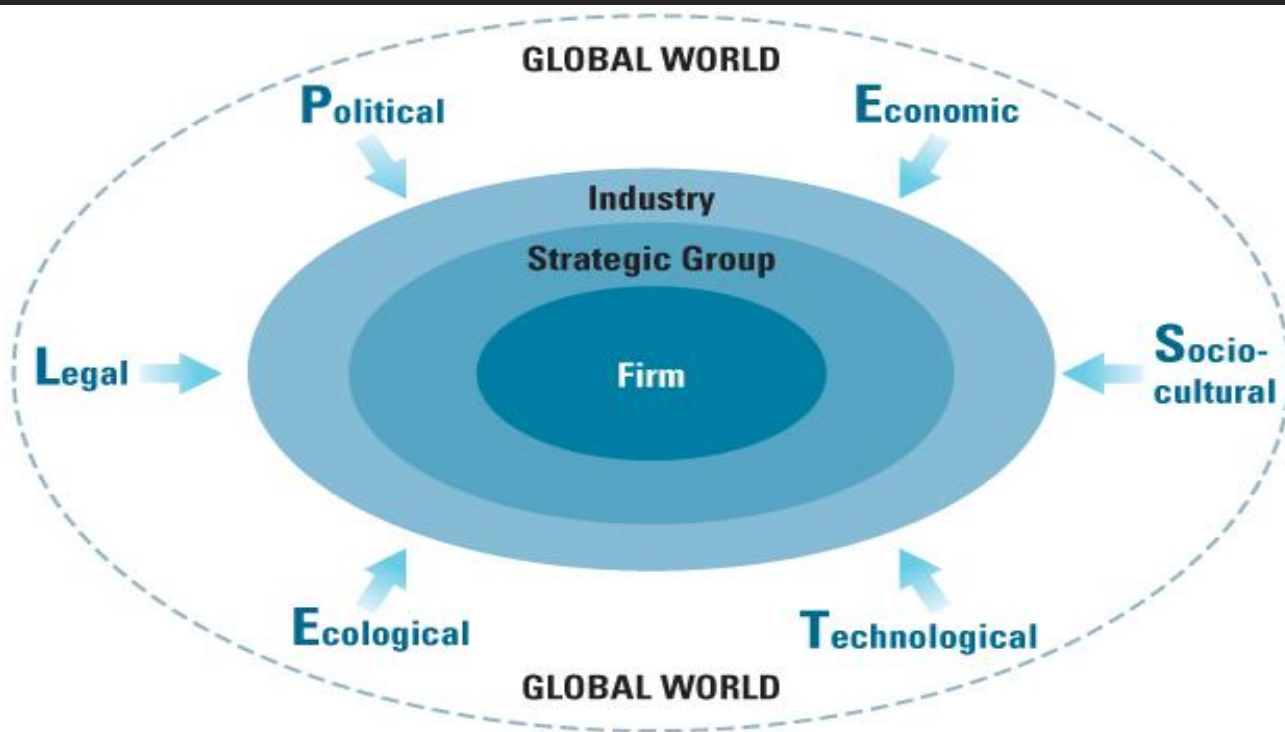 GLOBAL WORLD
Political
Economic
Industry
Strategic Group
Firm
Legal
Socio-
cultural
Ecological
Technological
GLOBAL WORLD